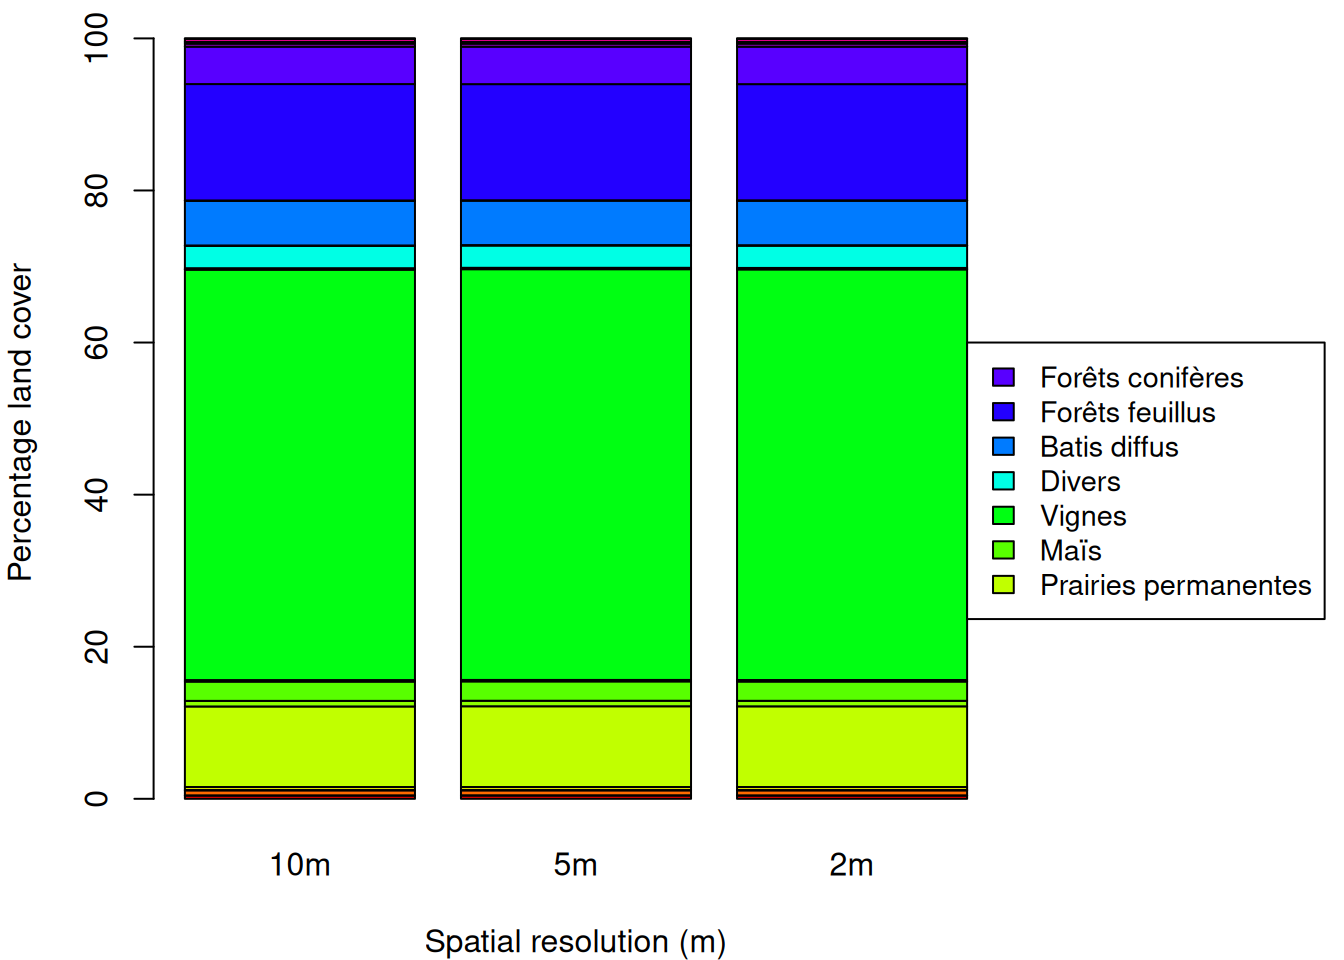 100
80
60
40
20
0
Percentage land cover
10m
5m
2m
Spatial resolution (m)
Forêts conifères
Forêts feuillus
Batis diffus
Divers
Vignes
Maïs
Prairies permanentes